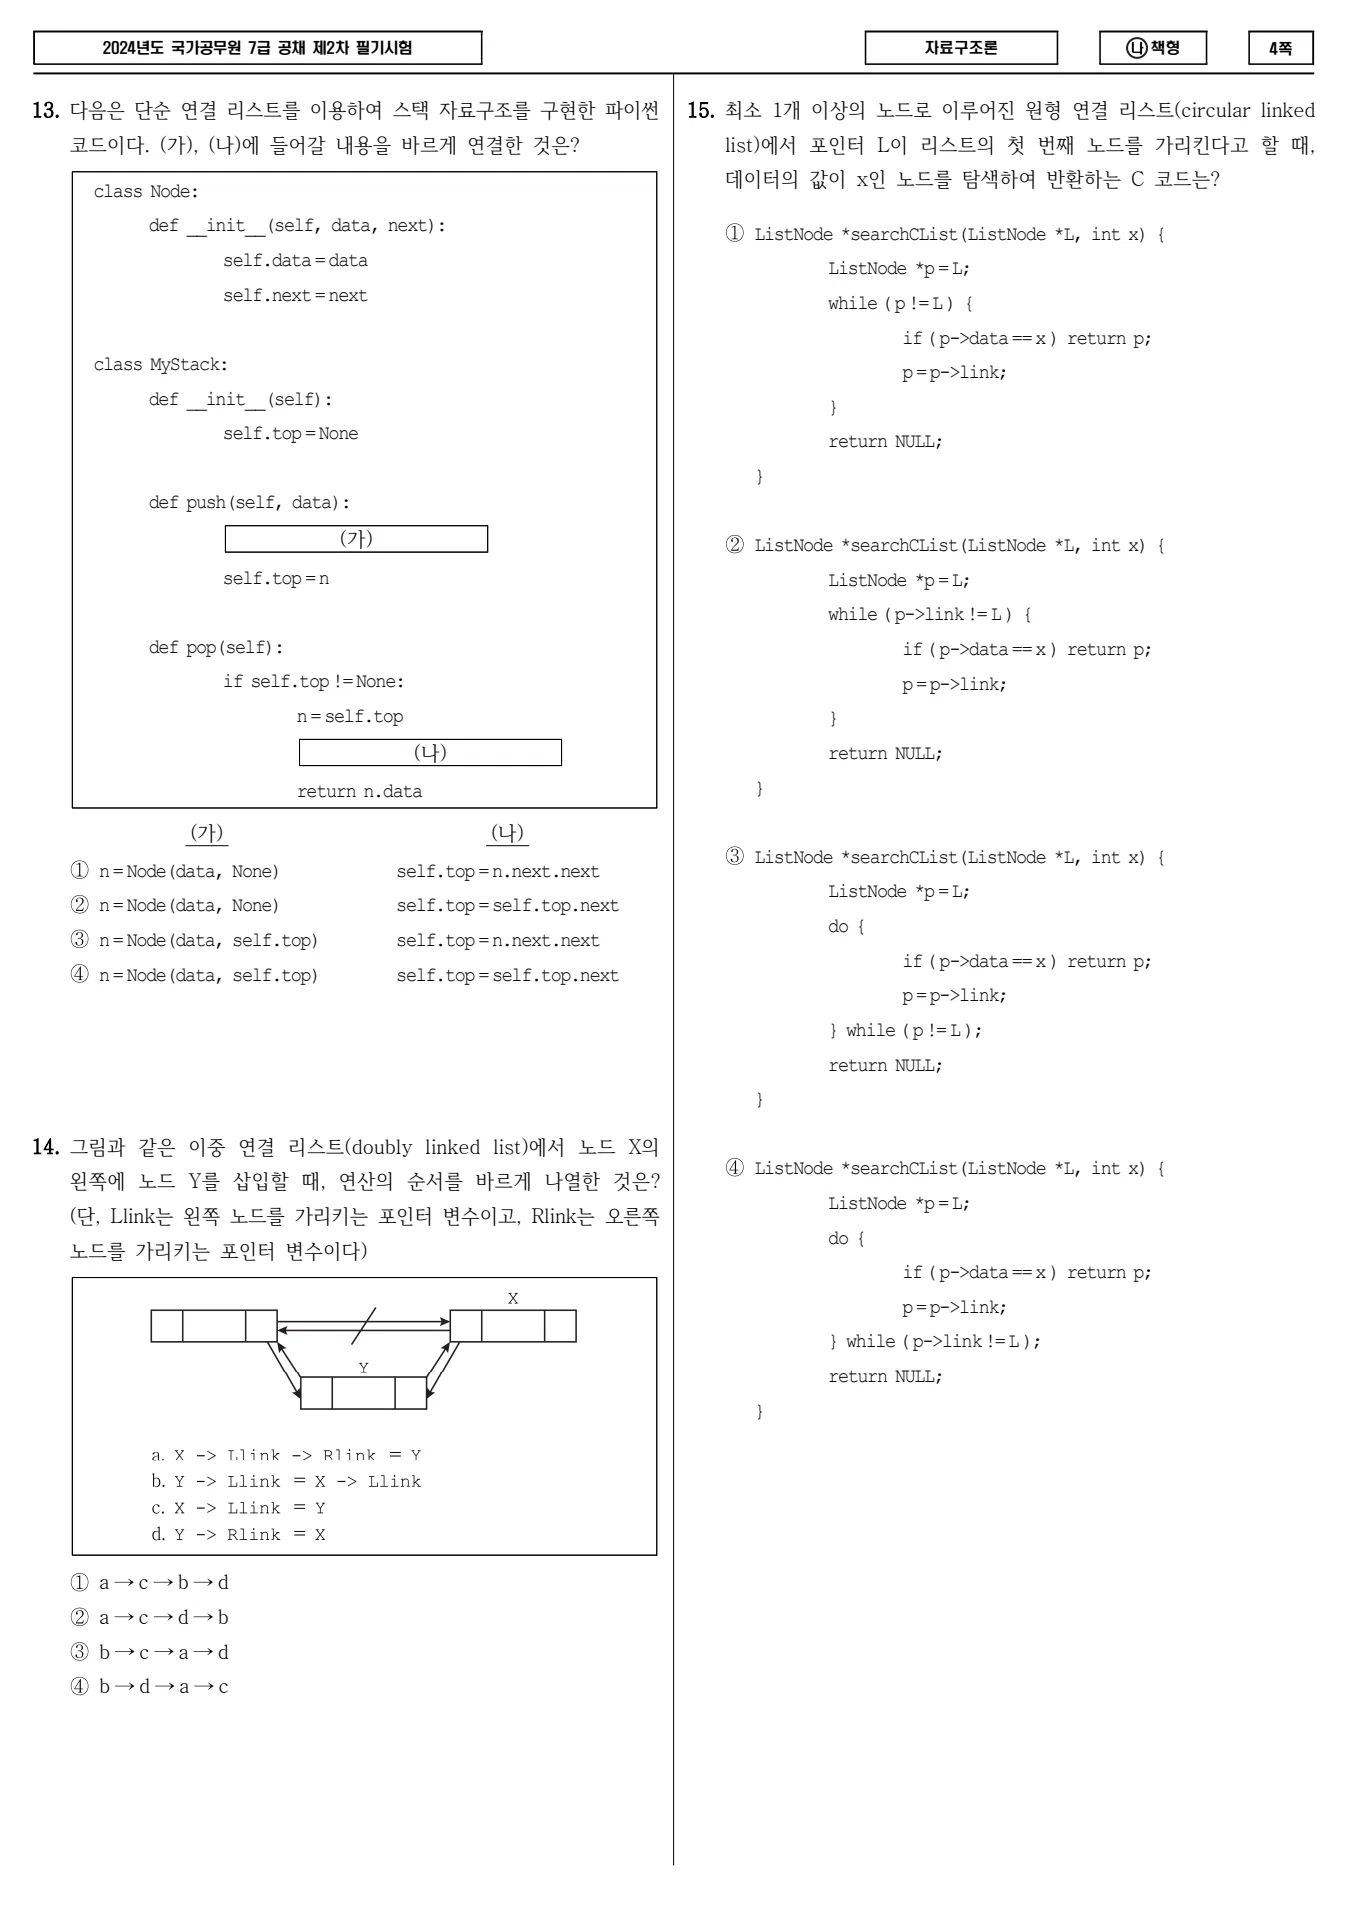 2024년도 국가공무원 7급 공채 제2차 필기시험
자료구조론
㉯책형
4쪽
13. 다음은 단순 연결 리스트를 이용하여 스택 자료구조를 구현한 파이썬
코드이다. (가), (나)에 들어갈 내용을 바르게 연결한 것은?
class Node:
def __init__(self, data, next):
self.data=data
self.next=next
class MyStack:
def __init__(self):
self.top=None
def push(self, data):
(가)
self.top=n
def pop(self):
if self.top!=None:
n=self.top
(나)
return n.data
(가) (나)
① n=Node(data, None) self.top=n.next.next
② n=Node(data, None) self.top=self.top.next
③ n=Node(data, self.top) self.top=n.next.next
④ n=Node(data, self.top) self.top=self.top.next
14. 그림과 같은 이중 연결 리스트(doubly linked list)에서 노드 X의
왼쪽에 노드 Y를 삽입할 때, 연산의 순서를 바르게 나열한 것은?
(단, Llink는 왼쪽 노드를 가리키는 포인터 변수이고, Rlink는 오른쪽
노드를 가리키는 포인터 변수이다)
X
Y
a. X -> Llink -> Rlink = Y
b. Y -> Llink = X -> Llink
c. X -> Llink = Y
d. Y -> Rlink = X
① a→c→b→d
② a→c→d→b
③ b→c→a→d
④ b→d→a→c
15. 최소 1개 이상의 노드로 이루어진 원형 연결 리스트(circular linked
list)에서 포인터 L이 리스트의 첫 번째 노드를 가리킨다고 할 때,
데이터의 값이 x인 노드를 탐색하여 반환하는 C 코드는?
① ListNode *searchCList(ListNode *L, int x) {
ListNode *p=L;
while (p!=L) {
if (p->data==x) return p;
p=p->link;
}
return NULL;
}
② ListNode *searchCList(ListNode *L, int x) {
ListNode *p=L;
while (p->link!=L) {
if (p->data==x) return p;
p=p->link;
}
return NULL;
}
③ ListNode *searchCList(ListNode *L, int x) {
ListNode *p=L;
do {
if (p->data==x) return p;
p=p->link;
} while (p!=L);
return NULL;
}
④ ListNode *searchCList(ListNode *L, int x) {
ListNode *p=L;
do {
if (p->data==x) return p;
p=p->link;
} while (p->link!=L);
return NULL;
}